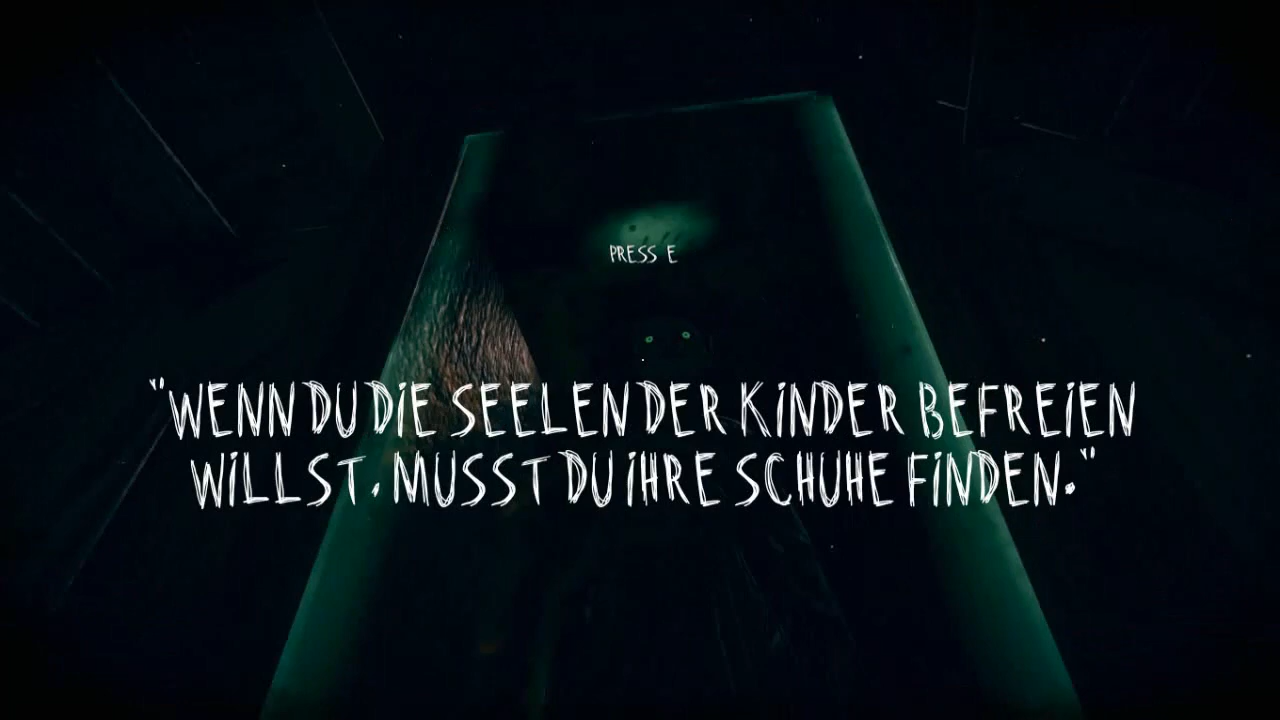 PRESS E
"WENN DU DIE SEELEN DER KINDER BEFREIEN
WILLST, MUSST DU IHRE SCHUHE FINDEN."